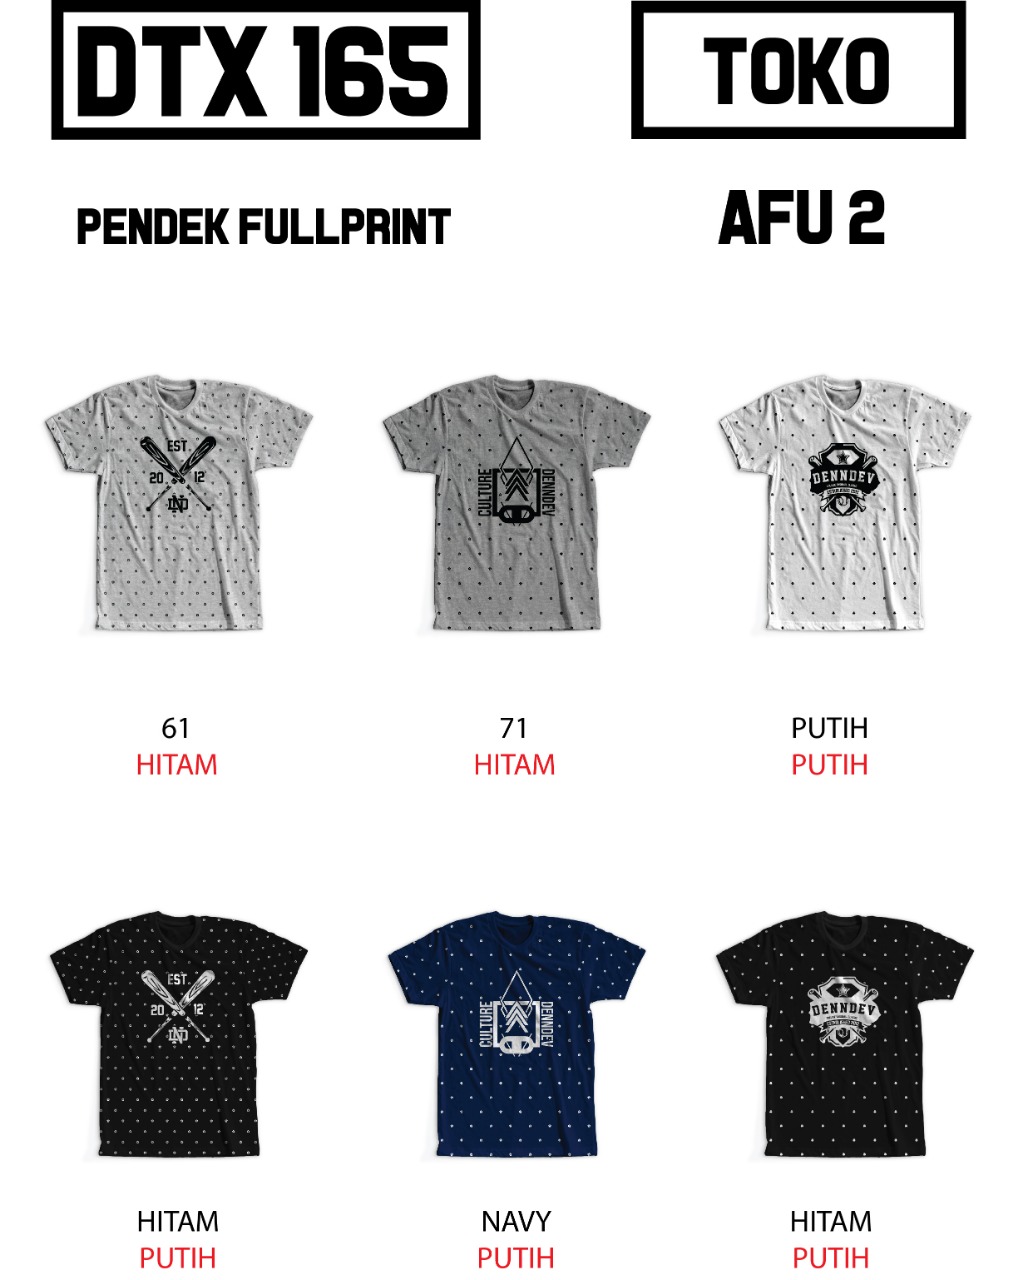 DTX 165
TOKO
PENDEK FULLPRINT
AFU 2
EST
20 12
ND
CULTURE
DENNDEV
DENNDEV
61
HITAM
71
HITAM
PUTIH
PUTIH
EST
20 12
ND
CULTURE
DENNDEV
DENNDEV
HITAM
PUTIH
NAVY
PUTIH
HITAM
PUTIH